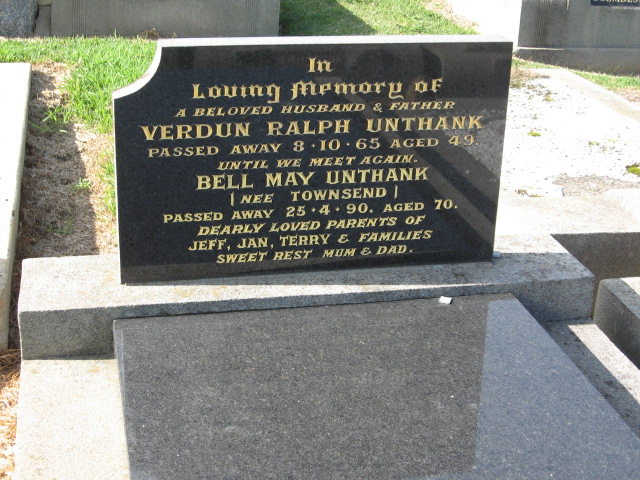 In
Loving Memory of
A BELOVED HUSBAND & FATHER
VERDUN RALPH UNTHANK
PASSED AWAY 8·10·65 AGED 49.
UNTIL WE MEET AGAIN.
BELL MAY UNTHANK
( NEE TOWNSEND )
PASSED AWAY 25·4·90. AGED 70.
DEARLY LOVED PARENTS OF
JEFF, JAN, TERRY & FAMILIES
SWEET REST MUM & DAD.